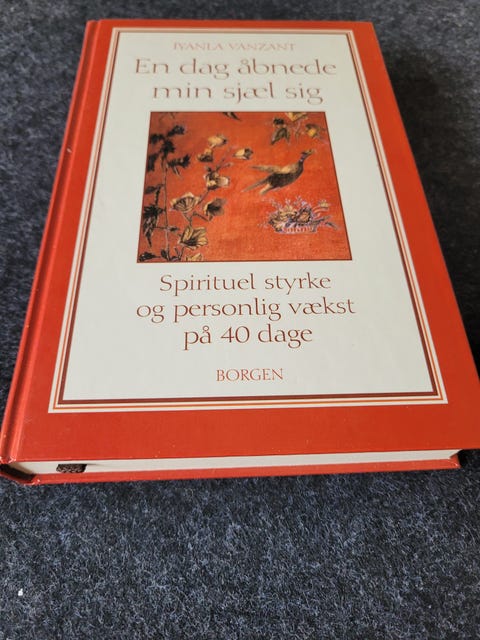 IYANLA VANZANT
En dag åbnede
min sjæl sig
Spirituel styrke
og personlig vækst
på 40 dage
BORGEN